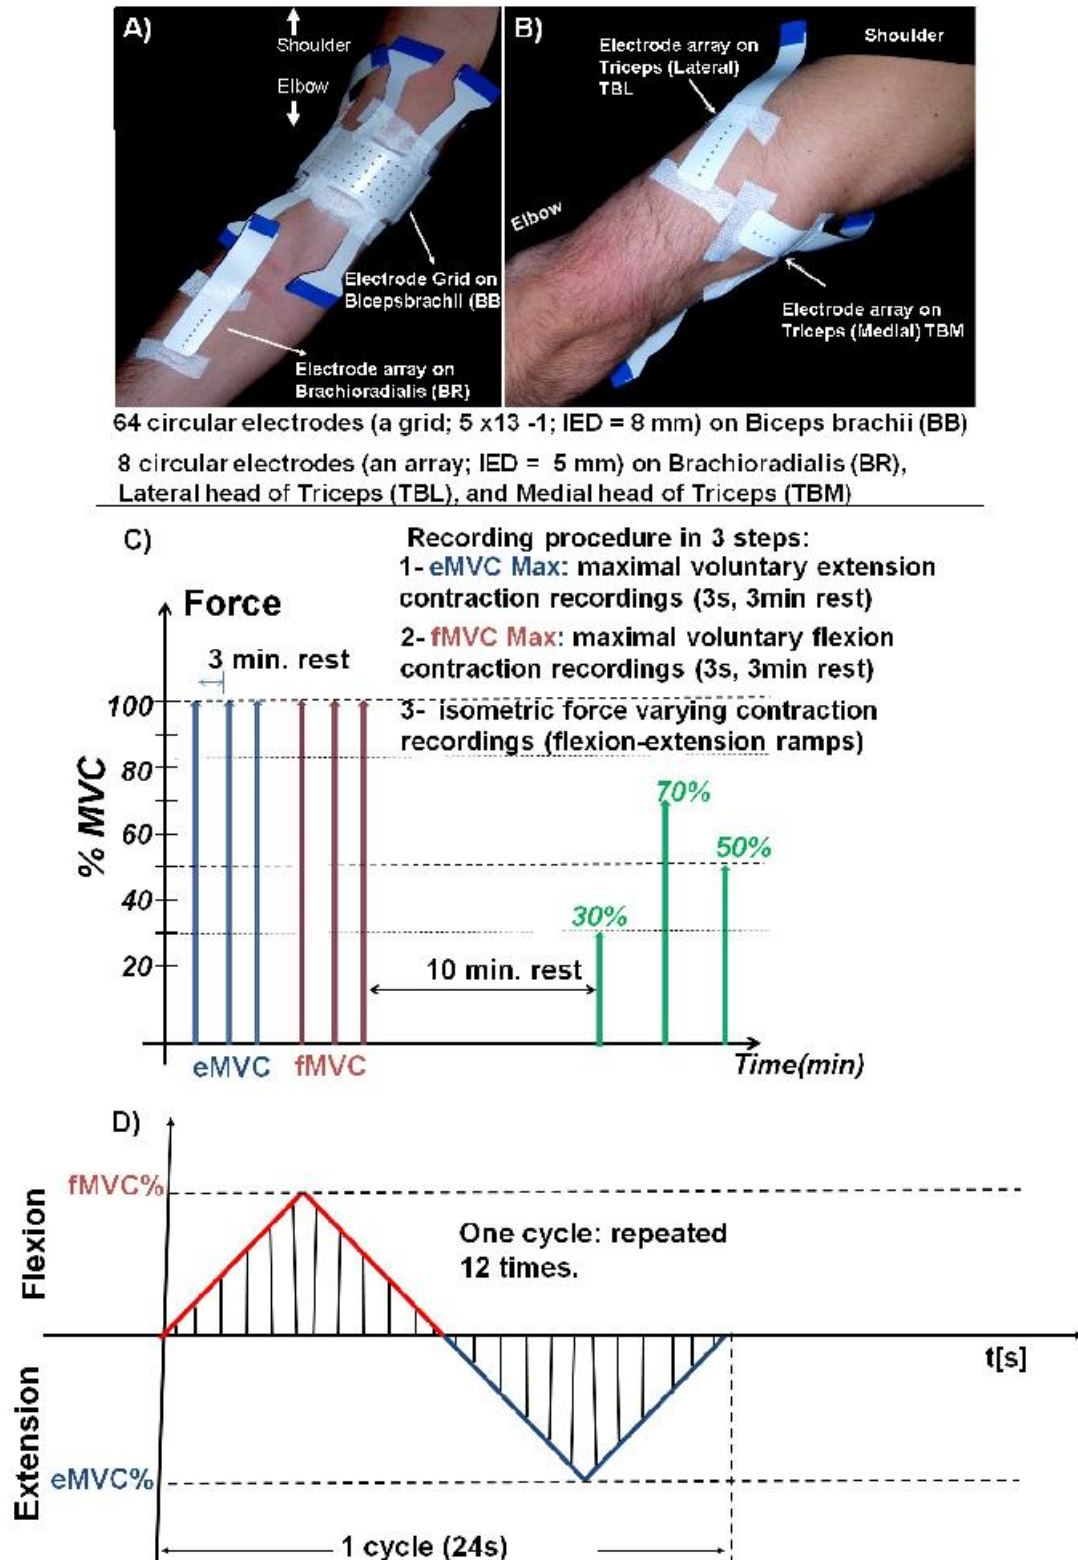 A)
Shoulder
Elbow
Electrode Grid on
Bicepsbrachii (BB
Electrode array on
Brachioradialis (BR)
B)
Electrode array on
Triceps (Lateral)
TBL
Shoulder
Elbow
Electrode array on
Triceps (Medial) TBM
64 circular electrodes (a grid; 5 x13 -1; IED = 8 mm) on Biceps brachii (BB)
8 circular electrodes (an array; IED = 5 mm) on Brachioradialis (BR),
Lateral head of Triceps (TBL), and Medial head of Triceps (TBM)
C)
Recording procedure in 3 steps:
1- eMVC Max: maximal voluntary extension
contraction recordings (3s, 3min rest)
2- fMVC Max: maximal voluntary flexion
contraction recordings (3s, 3min rest)
3- isometric force varying contraction
recordings (flexion-extension ramps)
Force
3 min. rest
% MVC
100
80
60
40
20
70%
50%
30%
10 min. rest
eMVC
fMVC
Time(min)
D)
fMVC%
Flexion
One cycle: repeated
12 times.
t[s]
Extension
eMVC%
1 cycle (24s)